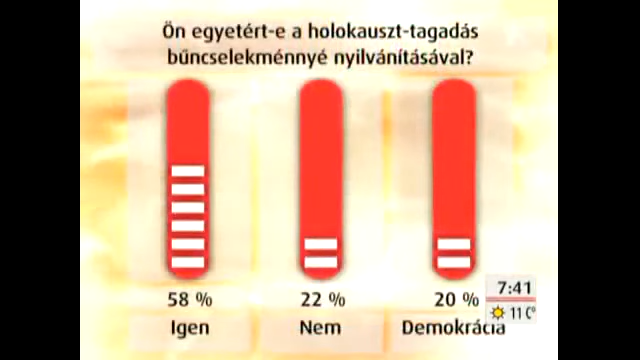 Ön egyetért-e a holokauszt-tagadás
bűncselekménnyé nyilvánításával?
58 % 22 % 20 %
Igen Nem Demokrácia
7:41
11 C°